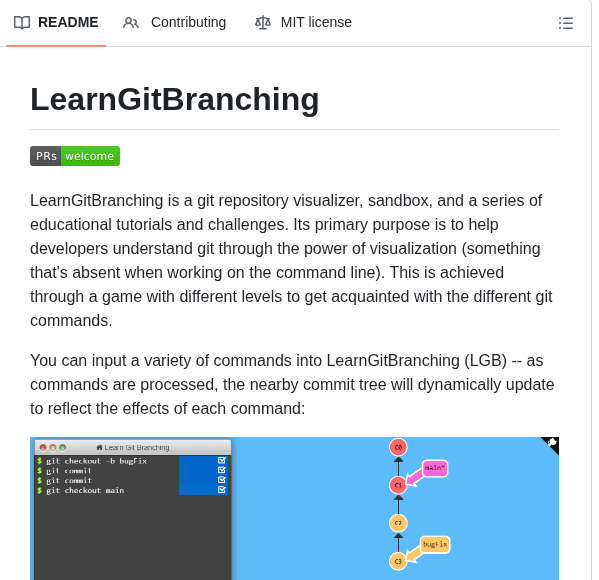 README Contributing MIT license
LearnGitBranching
PRs welcome
LearnGitBranching is a git repository visualizer, sandbox, and a series of
educational tutorials and challenges. Its primary purpose is to help
developers understand git through the power of visualization (something
that's absent when working on the command line). This is achieved
through a game with different levels to get acquainted with the different git
commands.
You can input a variety of commands into LearnGitBranching (LGB) -- as
commands are processed, the nearby commit tree will dynamically update
to reflect the effects of each command:
Learn Git Branching
$ git checkout -b bugFix
$ git commit
$ git commit
$ git checkout main
C0
main*
C1
C2
bugFix
C3